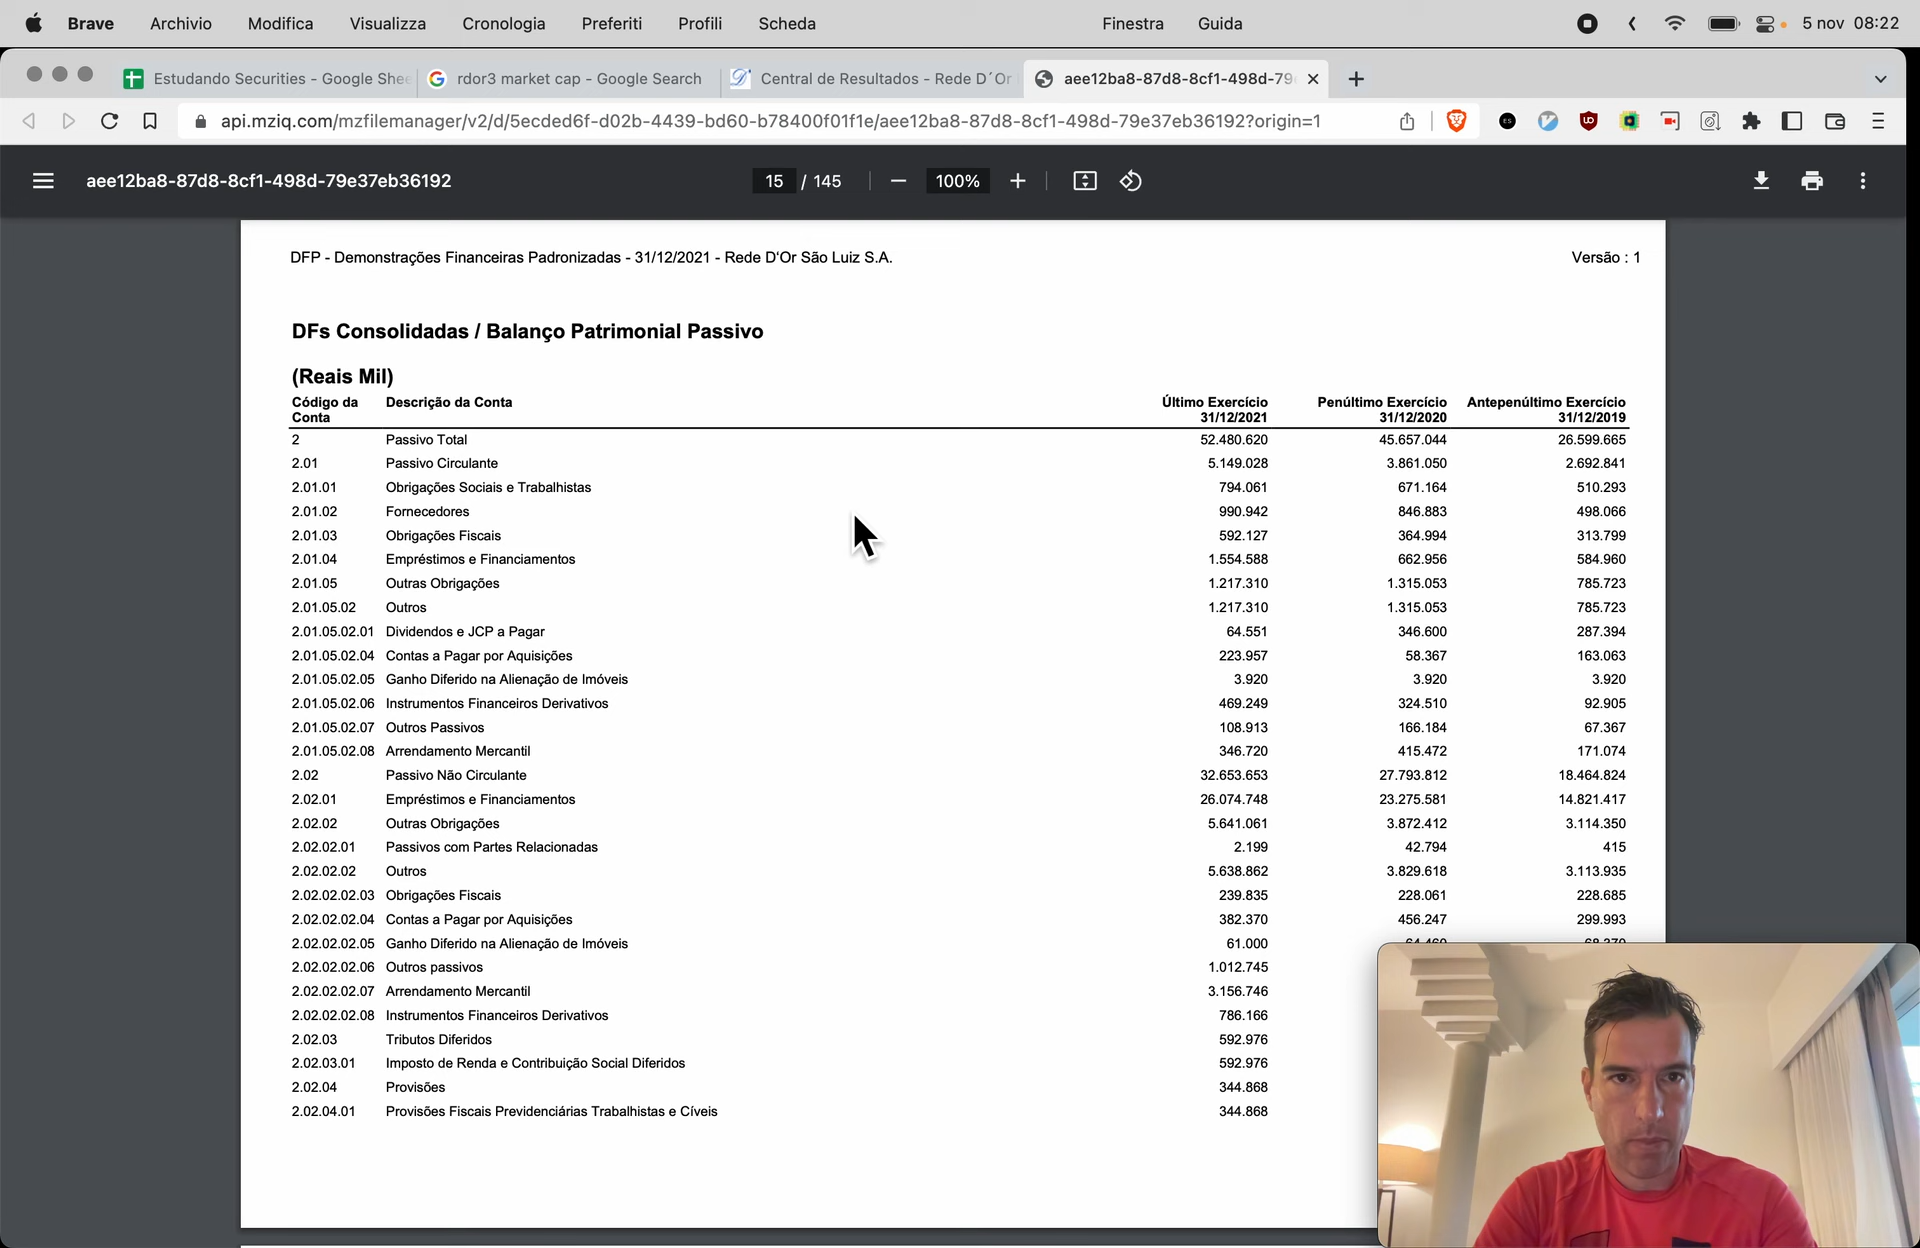 Brave Archivio Modifica Visualizza Cronologia Preferiti Profili Scheda Finestra Guida 5 nov 08:22
Estudando Securities - Google Shee rdor3 market cap - Google Search Central de Resultados - Rede D´Or aee12ba8-87d8-8cf1-498d-79
api.mziq.com/mzfilemanager/v2/d/5ecded6f-d02b-4439-bd60-b78400f01f1e/aee12ba8-87d8-8cf1-498d-79e37eb36192?origin=1
aee12ba8-87d8-8cf1-498d-79e37eb36192 15 / 145 100%
DFP - Demonstrações Financeiras Padronizadas - 31/12/2021 - Rede D'Or São Luiz S.A. Versão : 1
DFs Consolidadas / Balanço Patrimonial Passivo
(Reais Mil)
Código da Conta Descrição da Conta Último Exercício 31/12/2021 Penúltimo Exercício 31/12/2020 Antepenúltimo Exercício 31/12/2019
2 Passivo Total 52.480.620 45.657.044 26.599.665
2.01 Passivo Circulante 5.149.028 3.861.050 2.692.841
2.01.01 Obrigações Sociais e Trabalhistas 794.061 671.164 510.293
2.01.02 Fornecedores 990.942 846.883 498.066
2.01.03 Obrigações Fiscais 592.127 364.994 313.799
2.01.04 Empréstimos e Financiamentos 1.554.588 662.956 584.960
2.01.05 Outras Obrigações 1.217.310 1.315.053 785.723
2.01.05.02 Outros 1.217.310 1.315.053 785.723
2.01.05.02.01 Dividendos e JCP a Pagar 64.551 346.600 287.394
2.01.05.02.04 Contas a Pagar por Aquisições 223.957 58.367 163.063
2.01.05.02.05 Ganho Diferido na Alienação de Imóveis 3.920 3.920 3.920
2.01.05.02.06 Instrumentos Financeiros Derivativos 469.249 324.510 92.905
2.01.05.02.07 Outros Passivos 108.913 166.184 67.367
2.01.05.02.08 Arrendamento Mercantil 346.720 415.472 171.074
2.02 Passivo Não Circulante 32.653.653 27.793.812 18.464.824
2.02.01 Empréstimos e Financiamentos 26.074.748 23.275.581 14.821.417
2.02.02 Outras Obrigações 5.641.061 3.872.412 3.114.350
2.02.02.01 Passivos com Partes Relacionadas 2.199 42.794 415
2.02.02.02 Outros 5.638.862 3.829.618 3.113.935
2.02.02.02.03 Obrigações Fiscais 239.835 228.061 228.685
2.02.02.02.04 Contas a Pagar por Aquisições 382.370 456.247 299.993
2.02.02.02.05 Ganho Diferido na Alienação de Imóveis 61.000
2.02.02.02.06 Outros passivos 1.012.745
2.02.02.02.07 Arrendamento Mercantil 3.156.746
2.02.02.02.08 Instrumentos Financeiros Derivativos 786.166
2.02.03 Tributos Diferidos 592.976
2.02.03.01 Imposto de Renda e Contribuição Social Diferidos 592.976
2.02.04 Provisões 344.868
2.02.04.01 Provisões Fiscais Previdenciárias Trabalhistas e Cíveis 344.868